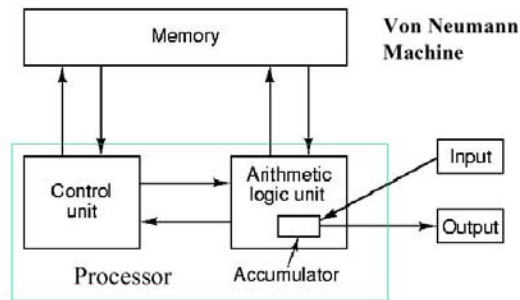 Memory
Von Neumann
Machine
Control
unit
Arithmetic
logic unit
Input
Output
Processor
Accumulator